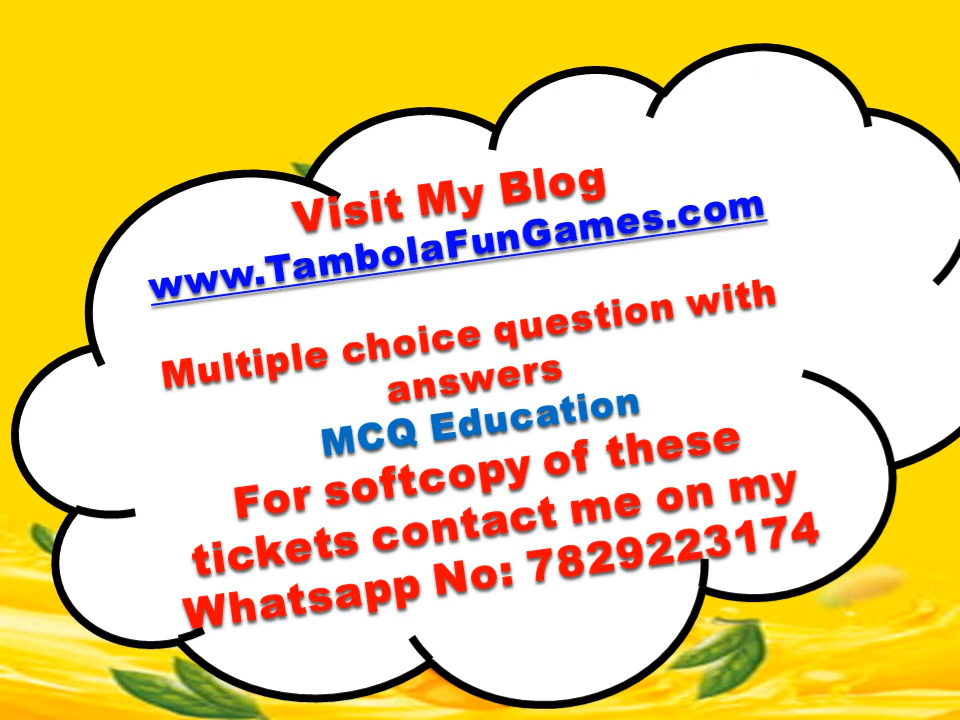 Visit My Blog
www.TambolaFunGames.com
Multiple choice question with
answers
MCQ Education
For softcopy of these
tickets contact me on my
Whatsapp No: 7829223174